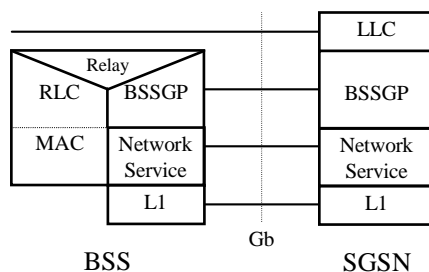 LLC
Relay
RLC BSSGP BSSGP
MAC Network Network
Service Service
L1 L1
Gb
BSS SGSN